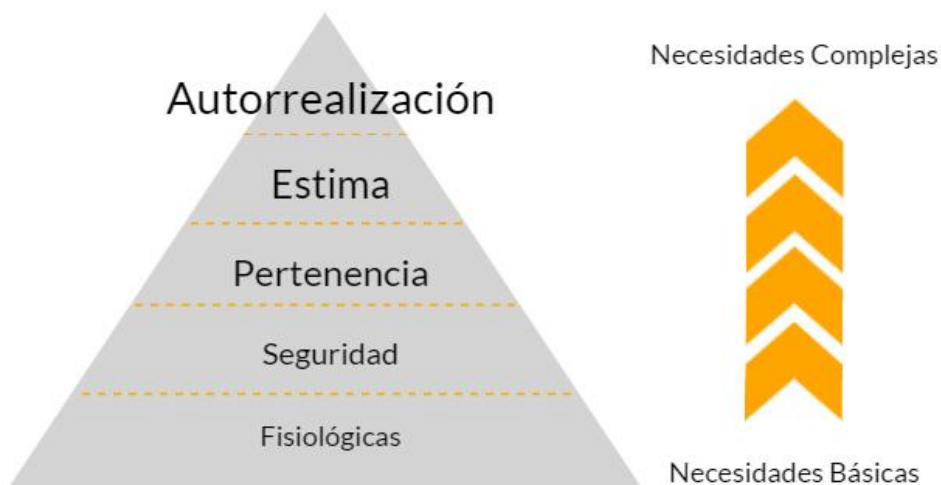 Necesidades Complejas
Autorrealización
Estima
Pertenencia
Seguridad
Fisiológicas
Necesidades Básicas